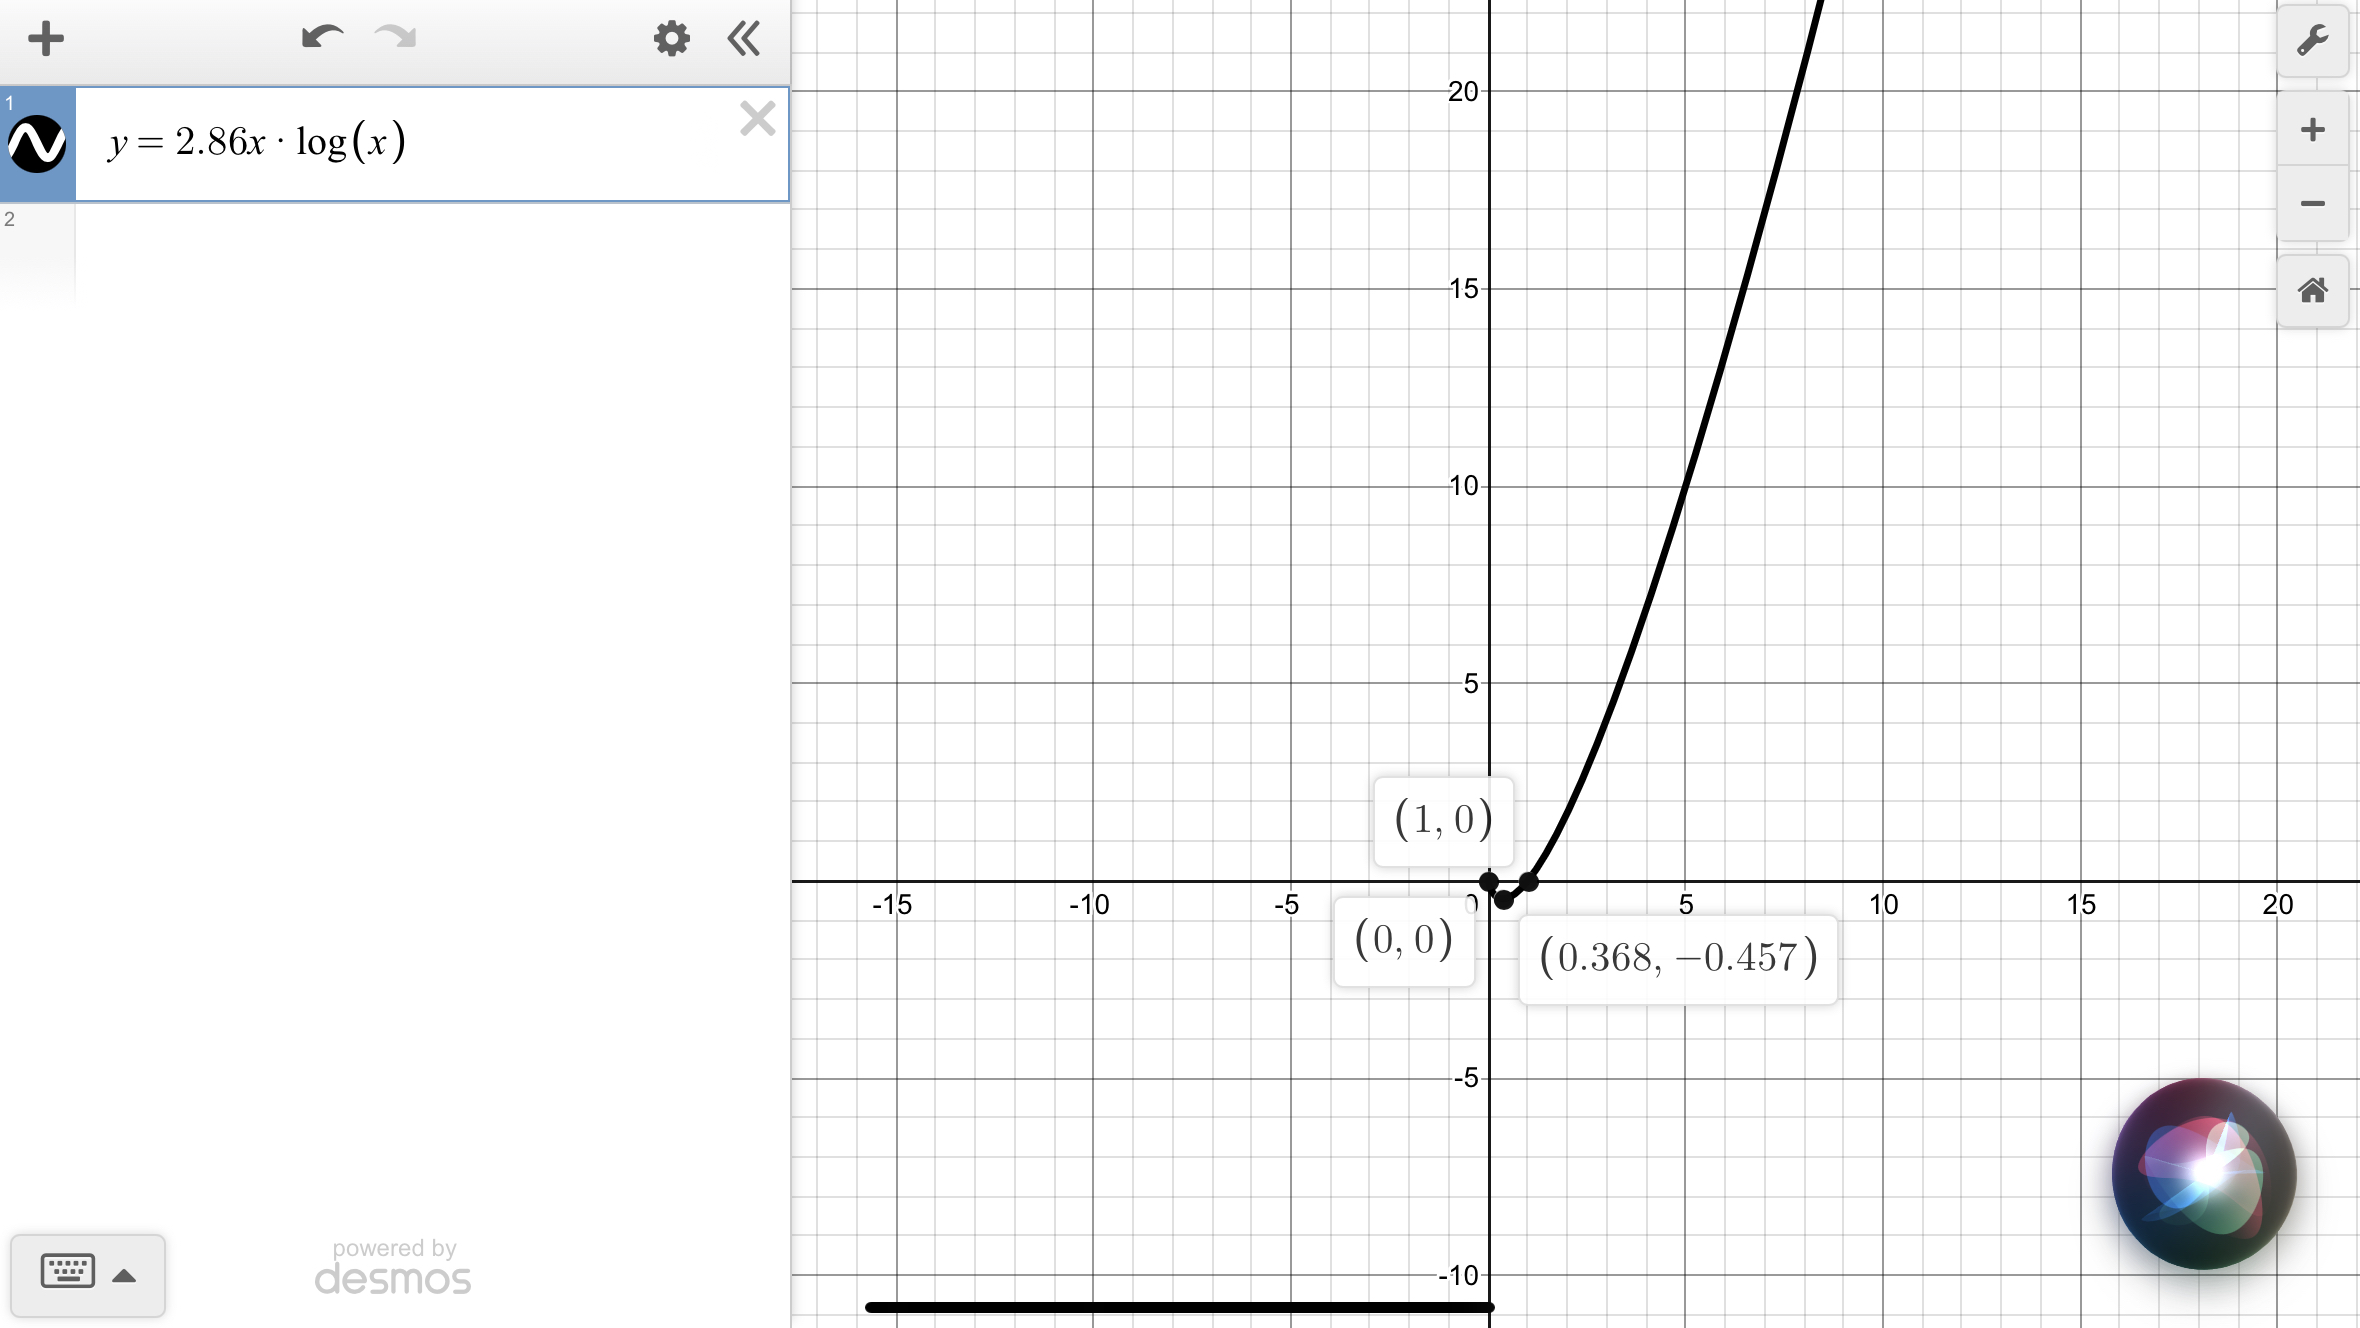 1
y = 2.86x · log(x)
2
powered by
desmos
20
15
10
5
(1, 0)
-15 -10 -5 0 5 10 15 20
(0, 0)
(0.368, −0.457)
-5
-10